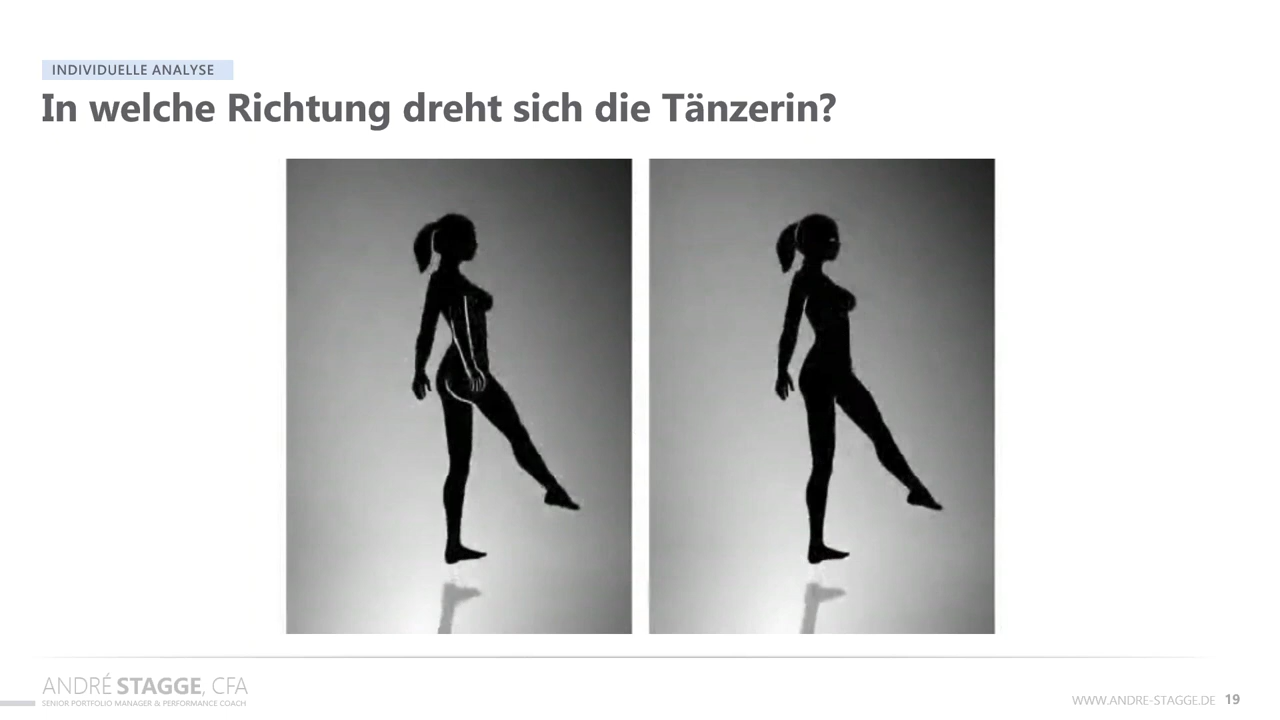 INDIVIDUELLE ANALYSE
In welche Richtung dreht sich die Tänzerin?
ANDRÉ STAGGE, CFA
SENIOR PORTFOLIO MANAGER & PERFORMANCE COACH
WWW.ANDRE-STAGGE.DE 19